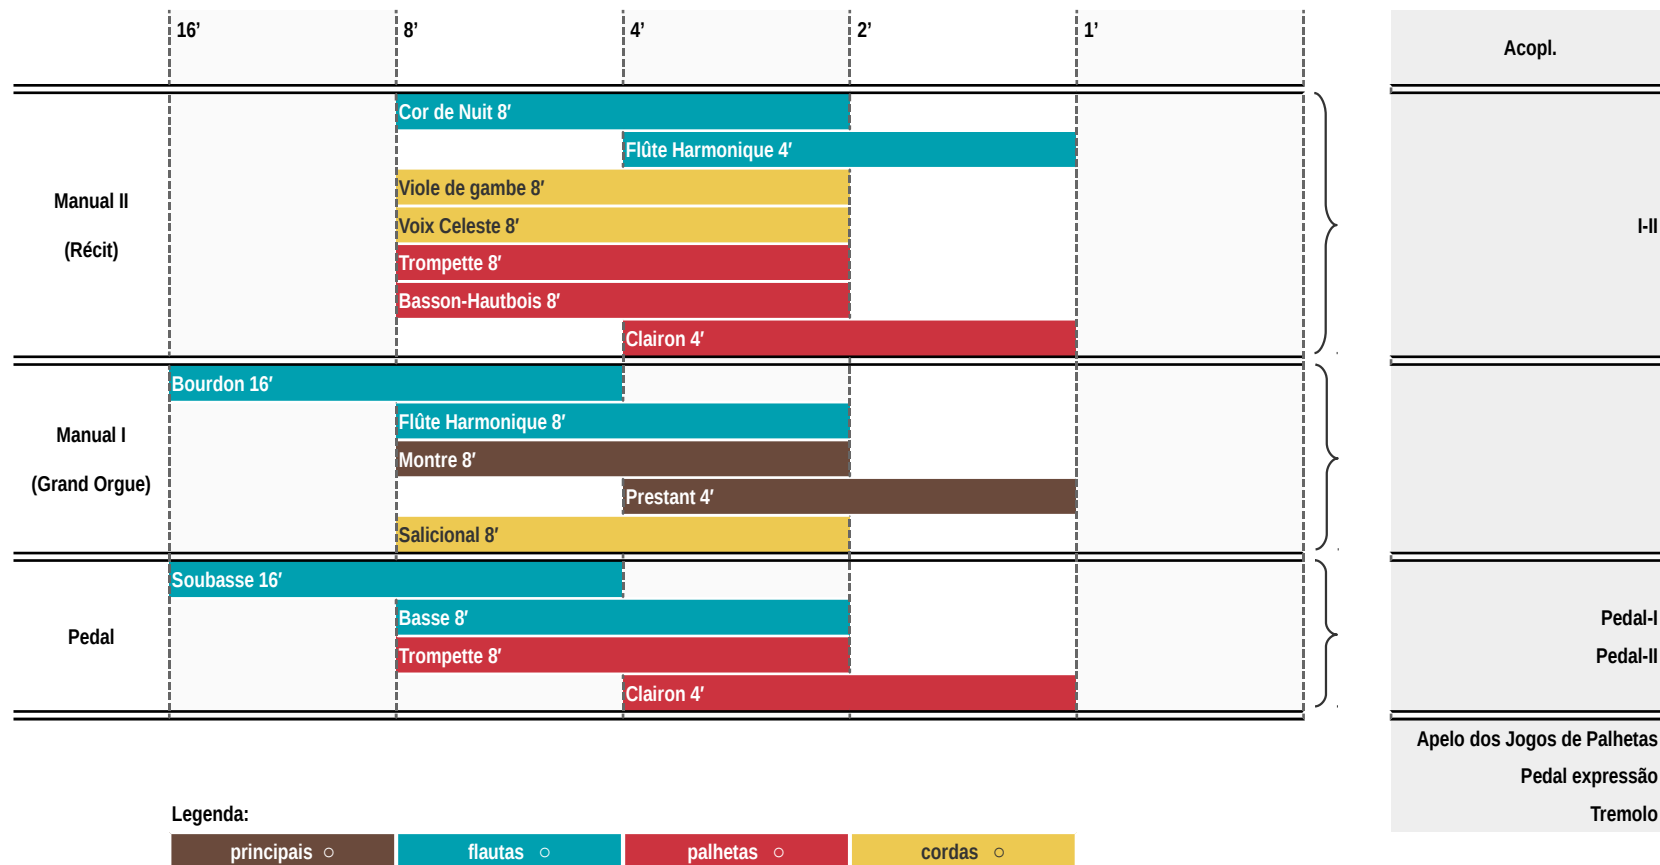 16’ 8’ 4’ 2’ 1’
Acopl.
Manual II
(Récit)
Cor de Nuit 8′
Flûte Harmonique 4′
Viole de gambe 8′
Voix Celeste 8′
Trompette 8′
Basson-Hautbois 8′
Clairon 4′
I-II
Manual I
(Grand Orgue)
Bourdon 16′
Flûte Harmonique 8′
Montre 8′
Prestant 4′
Salicional 8′
Pedal
Soubasse 16′
Basse 8′
Trompette 8′
Clairon 4′
Pedal-I
Pedal-II
Apelo dos Jogos de Palhetas
Pedal expressão
Tremolo
Legenda:
principais ○ flautas ○ palhetas ○ cordas ○